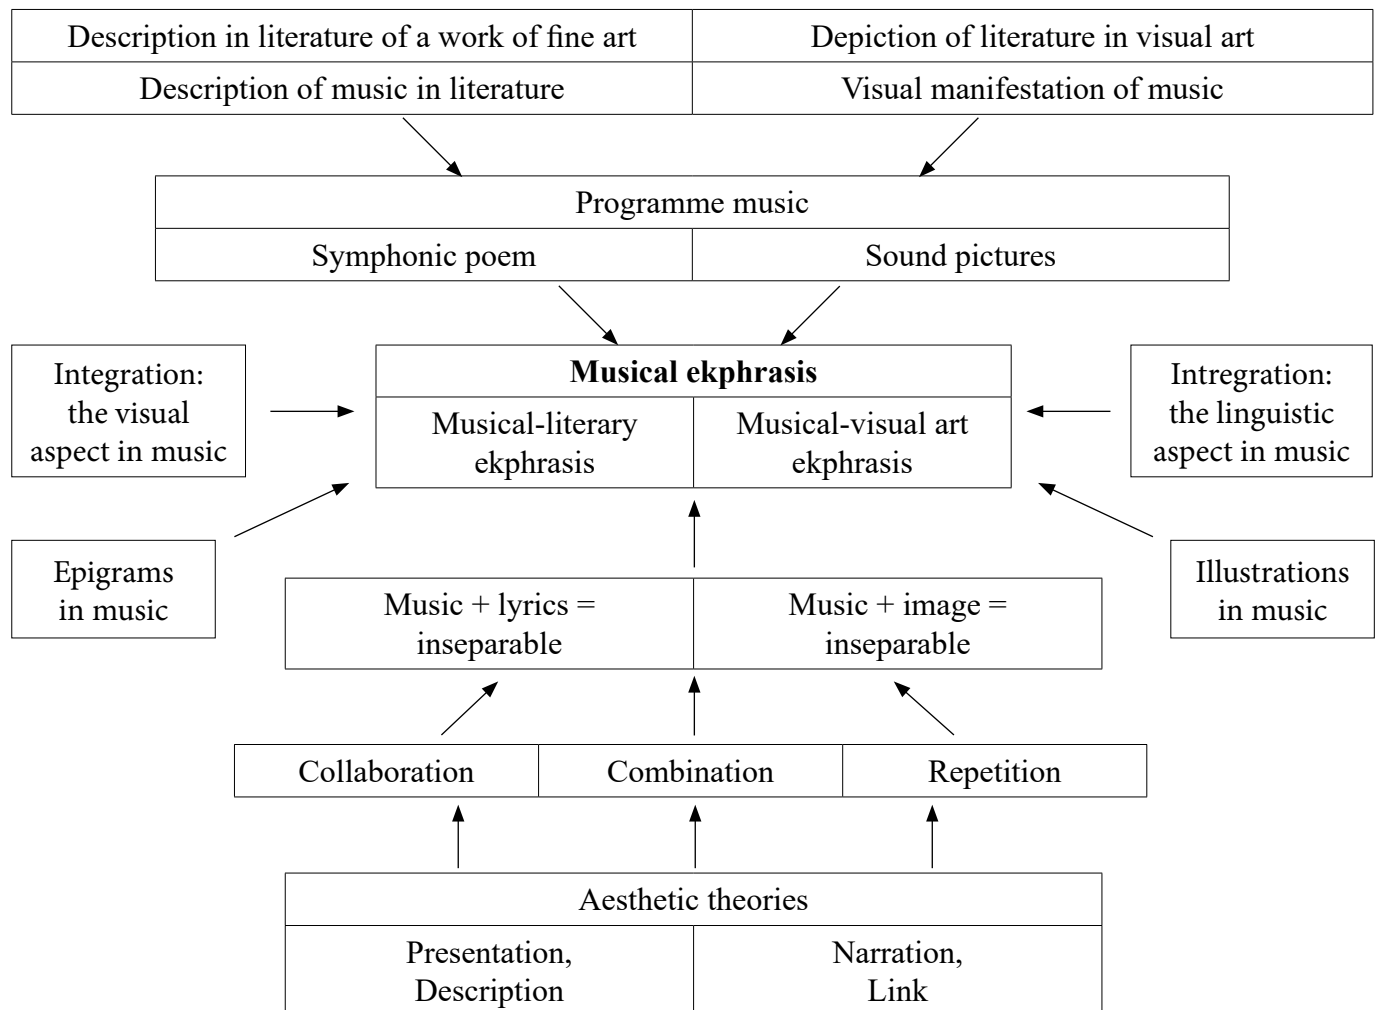 Description in literature of a work of fine art
Depiction of literature in visual art
Description of music in literature
Visual manifestation of music
Programme music
Symphonic poem
Sound pictures
Integration:
the visual
aspect in music
Musical ekphrasis
Musical-literary
ekphrasis
Musical-visual art
ekphrasis
Intregration:
the linguistic
aspect in music
Epigrams
in music
Music + lyrics =
inseparable
Music + image =
inseparable
Illustrations
in music
Collaboration
Combination
Repetition
Aesthetic theories
Presentation,
Description
Narration,
Link